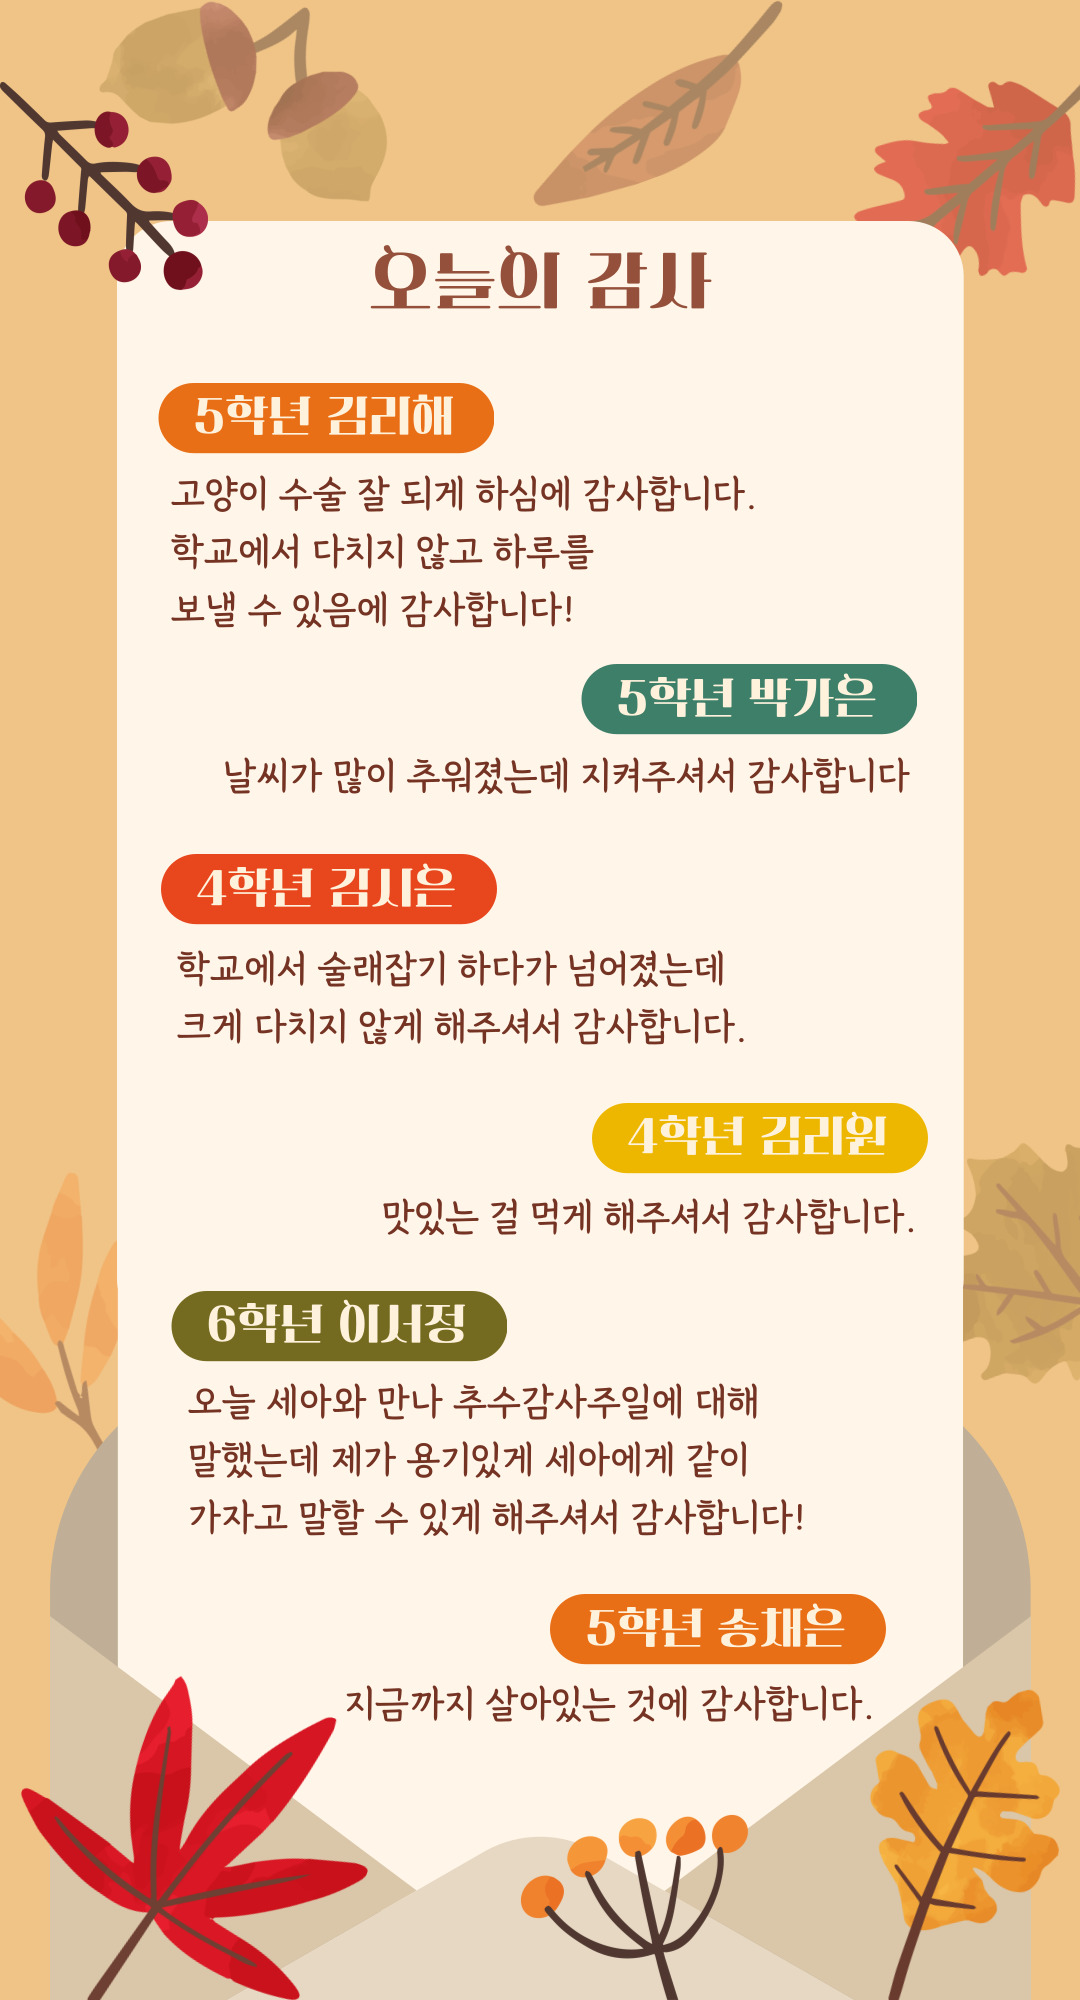 오늘의 감사
5학년 김리해
고양이 수술 잘 되게 하심에 감사합니다.
학교에서 다치지 않고 하루를
보낼 수 있음에 감사합니다!
5학년 박가은
날씨가 많이 추워졌는데 지켜주셔서 감사합니다
4학년 김시은
학교에서 술래잡기 하다가 넘어졌는데
크게 다치지 않게 해주셔서 감사합니다.
4학년 김리원
맛있는 걸 먹게 해주셔서 감사합니다.
6학년 이서정
오늘 세아와 만나 추수감사주일에 대해
말했는데 제가 용기있게 세아에게 같이
가자고 말할 수 있게 해주셔서 감사합니다!
5학년 송채은
지금까지 살아있는 것에 감사합니다.